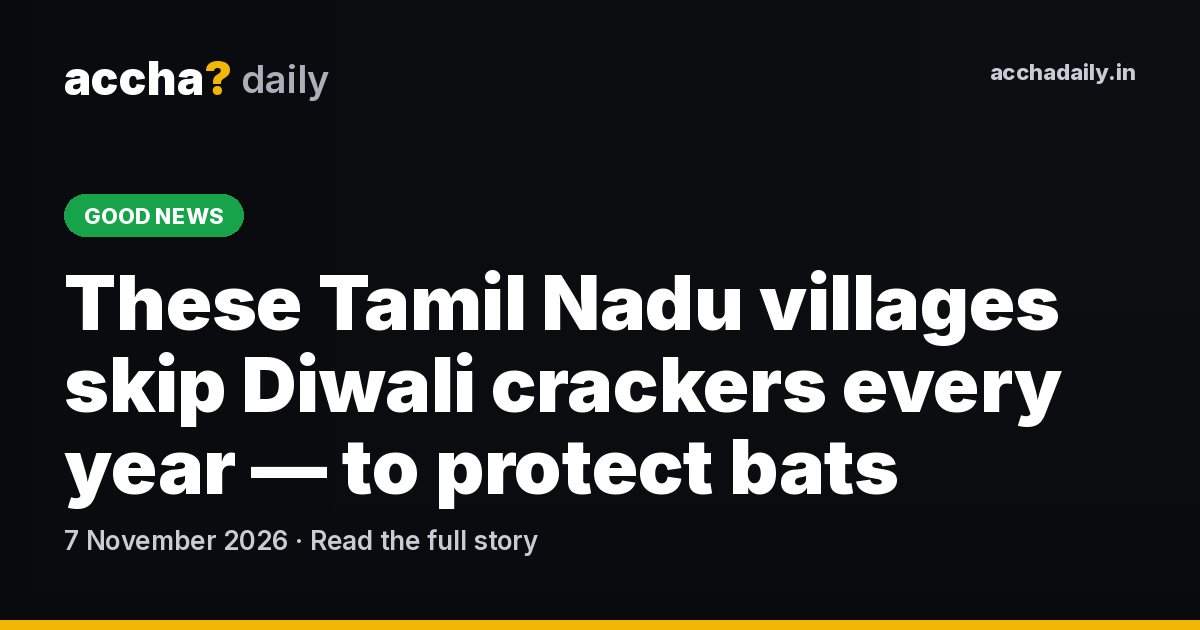 accha? daily
acchadaily.in
GOOD NEWS
These Tamil Nadu villages
skip Diwali crackers every
year — to protect bats
7 November 2026 · Read the full story